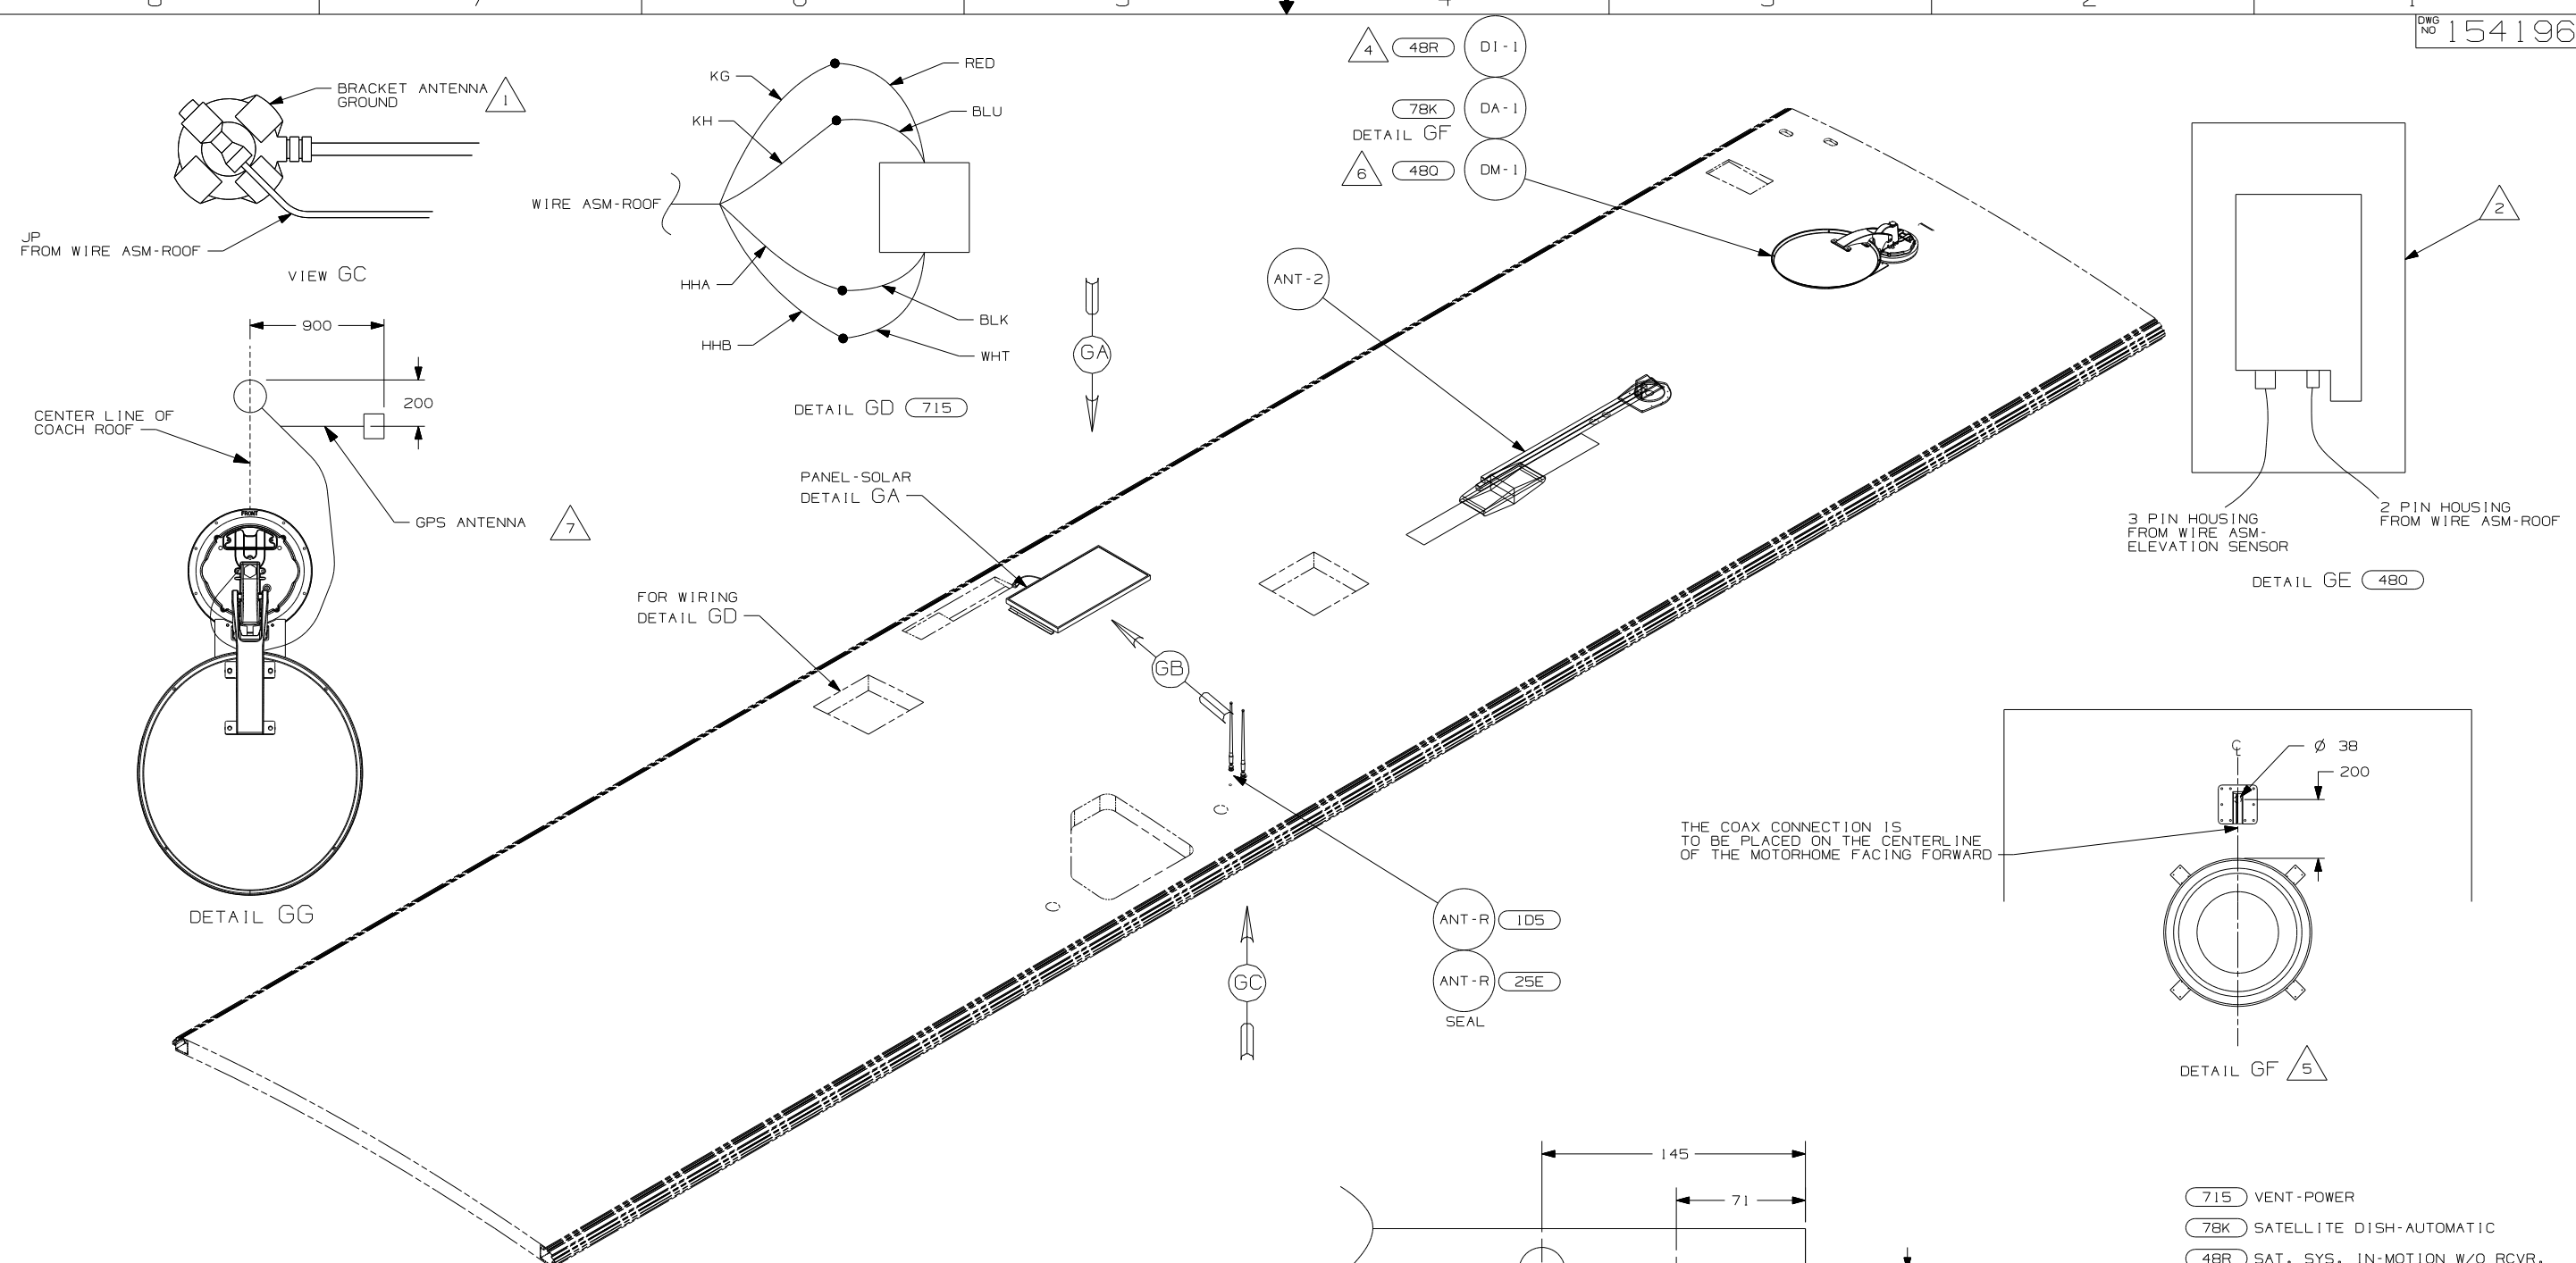 DWG
NO 154196
BRACKET ANTENNA
GROUND
1
JP
FROM WIRE ASM-ROOF
VIEW GC
KG
RED
KH
BLU
WIRE ASM-ROOF
HHA
BLK
HHB
WHT
DETAIL GD 715
GA
4 48R DI-1
78K DA-1
DETAIL GF
6 48Q DM-1
ANT-2
2
3 PIN HOUSING
FROM WIRE ASM-
ELEVATION SENSOR
2 PIN HOUSING
FROM WIRE ASM-ROOF
DETAIL GE 48Q
900
200
CENTER LINE OF
COACH ROOF
GPS ANTENNA
7
FRONT
DETAIL GG
PANEL-SOLAR
DETAIL GA
FOR WIRING
DETAIL GD
GB
GC
ANT-R 1D5
ANT-R 25E
SEAL
Ø 38
200
THE COAX CONNECTION IS
TO BE PLACED ON THE CENTERLINE
OF THE MOTORHOME FACING FORWARD
DETAIL GF 5
145
71
715 VENT-POWER
78K SATELLITE DISH-AUTOMATIC
48R SAT. SYS. IN-MOTION W/O RCVR.